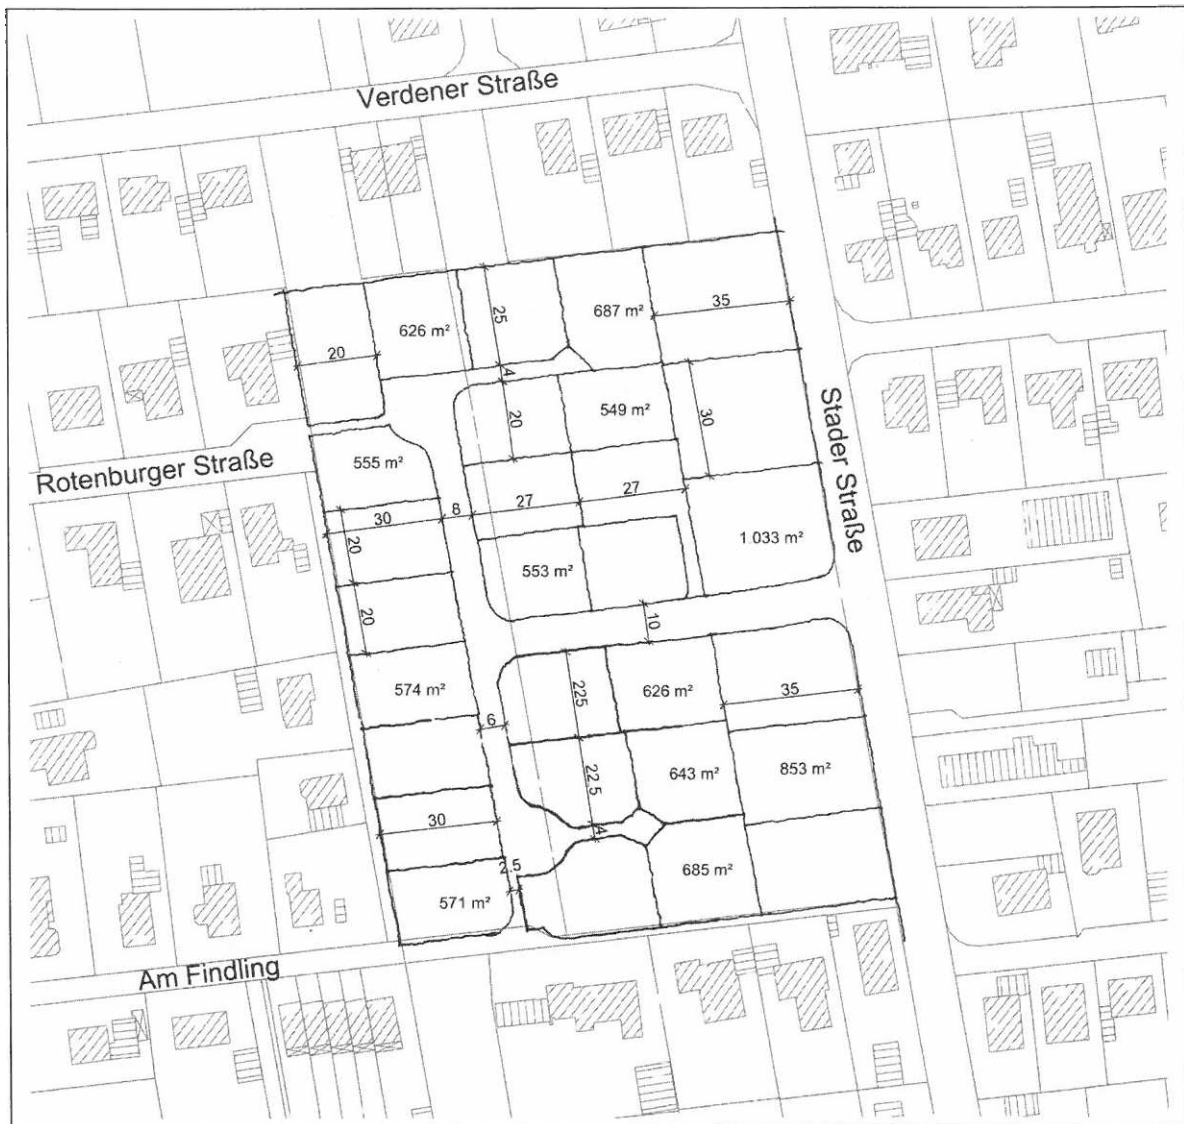 Verdener Straße
25
626 m²
687 m²
35
20
4
20
549 m²
30
Stader Straße
555 m²
Rotenburger Straße
30
8
27
27
20
1.033 m²
553 m²
20
10
574 m²
225
626 m²
35
6
22,5
643 m²
853 m²
30
4
2.5
685 m²
571 m²
Am Findling